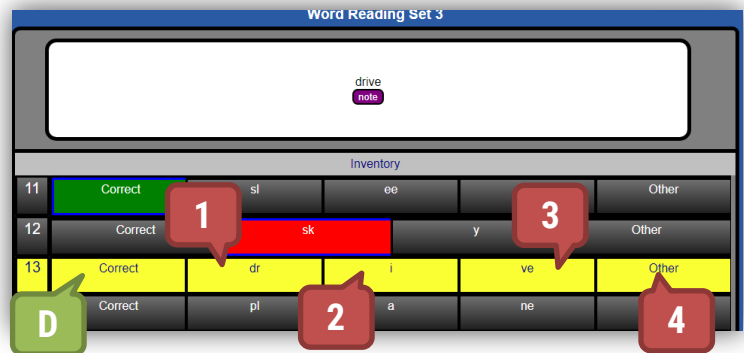 Word Reading Set 3
drive
note
Inventory
11 Correct sl ee Other
12 Correct sk y Other
13 Correct dr i ve Other
Correct pl a ne Other
1
3
D
2
4